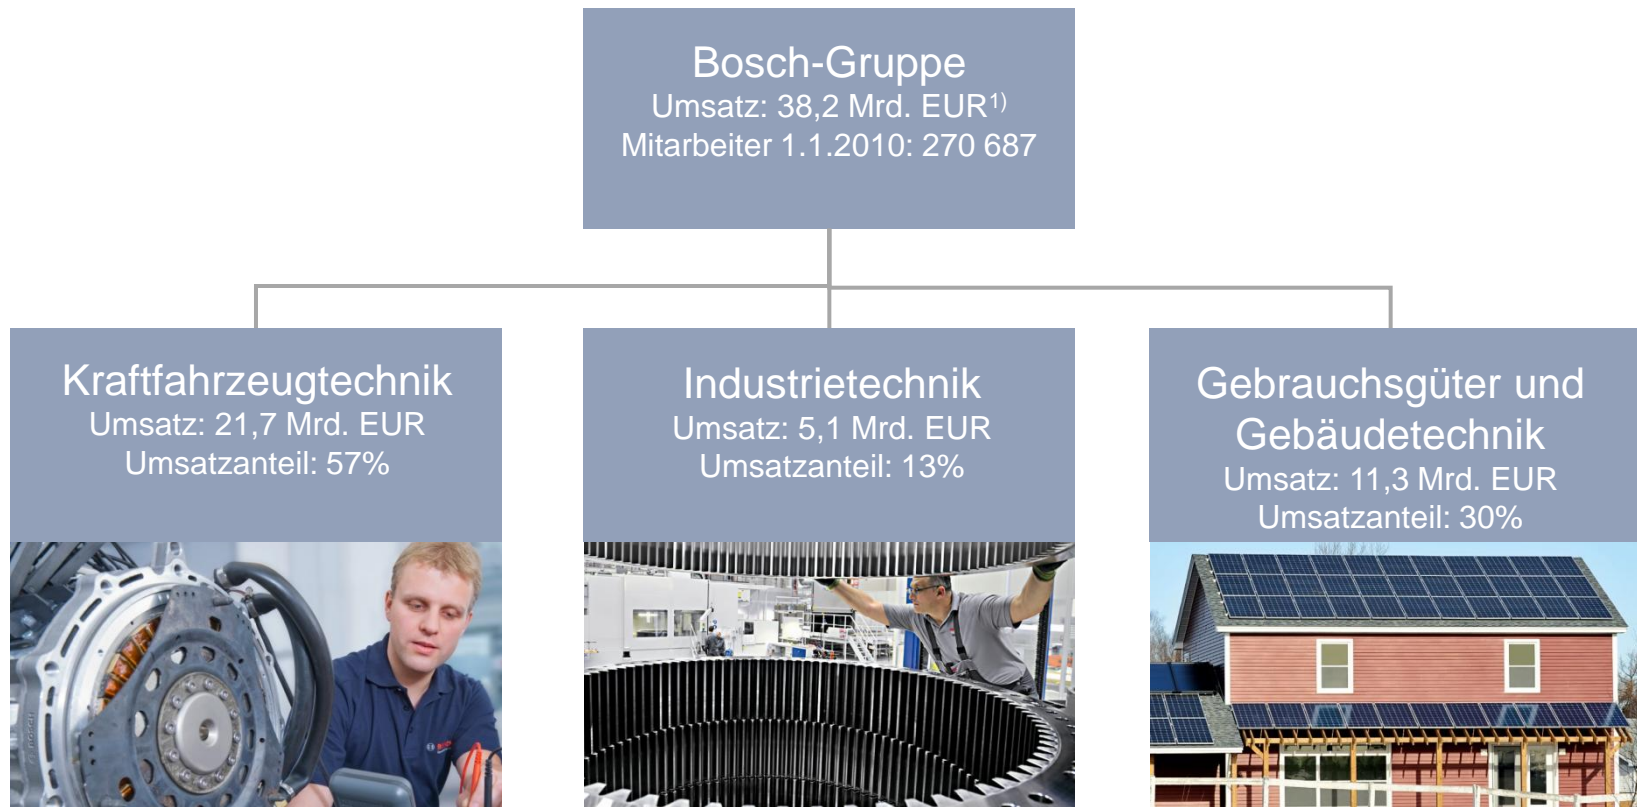 Bosch-Gruppe
Umsatz: 38,2 Mrd. EUR¹⁾
Mitarbeiter 1.1.2010: 270 687
Kraftfahrzeugtechnik
Umsatz: 21,7 Mrd. EUR
Umsatzanteil: 57%
Industrietechnik
Umsatz: 5,1 Mrd. EUR
Umsatzanteil: 13%
Gebrauchsgüter und
Gebäudetechnik
Umsatz: 11,3 Mrd. EUR
Umsatzanteil: 30%
BOSCH